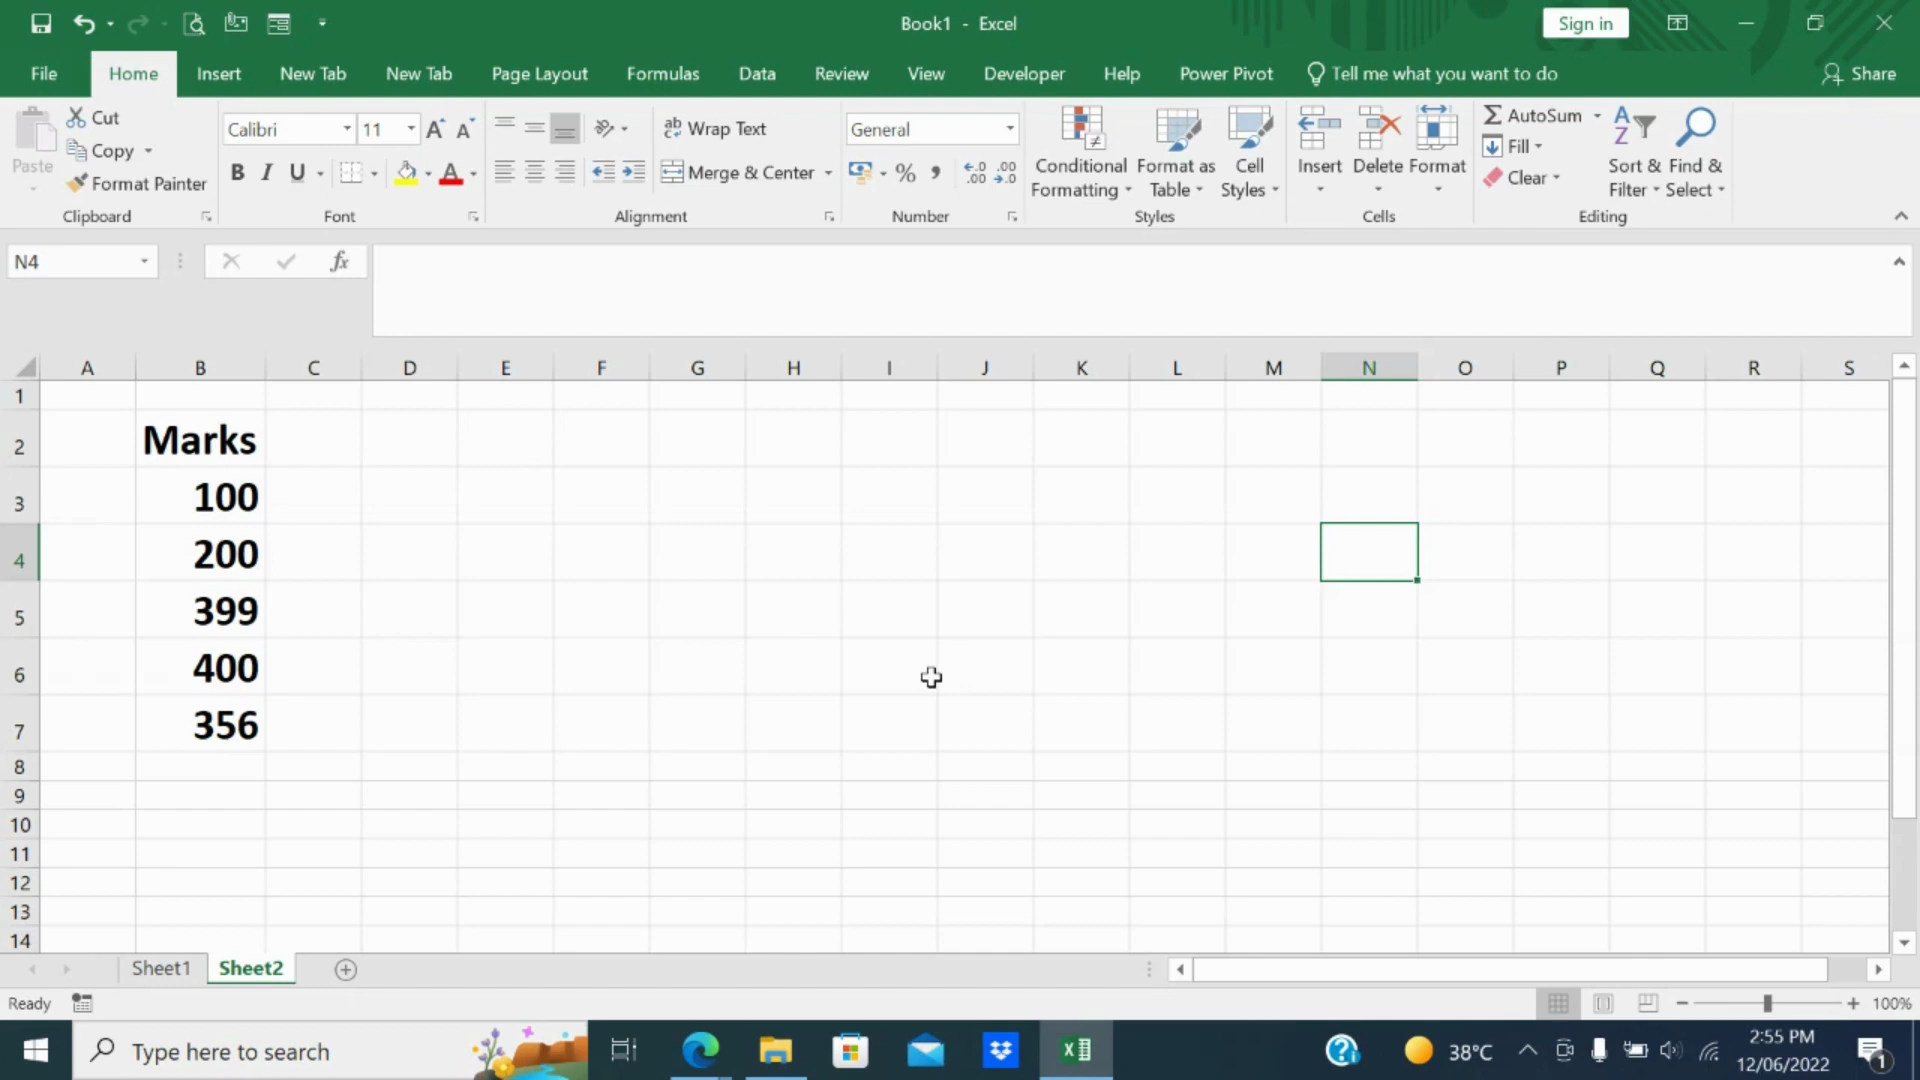 Book1 - Excel
Sign in
File Home Insert New Tab New Tab Page Layout Formulas Data Review View Developer Help Power Pivot Tell me what you want to do Share
Paste
Cut
Copy
Format Painter
Clipboard
Calibri 11
B I U A
Font
ab Wrap Text
Merge & Center
Alignment
General
% ,
Number
Conditional Formatting
Format as Table
Cell Styles
Styles
Insert
Delete
Format
Cells
AutoSum
Fill
Clear
Sort & Filter
Find & Select
Editing
N4
fx
A B C D E F G H I J K L M N O P Q R S
1
2 Marks
3 100
4 200
5 399
6 400
7 356
8
9
10
11
12
13
14
Sheet1 Sheet2
Ready
100%
Type here to search
38°C
2:55 PM
12/06/2022
1